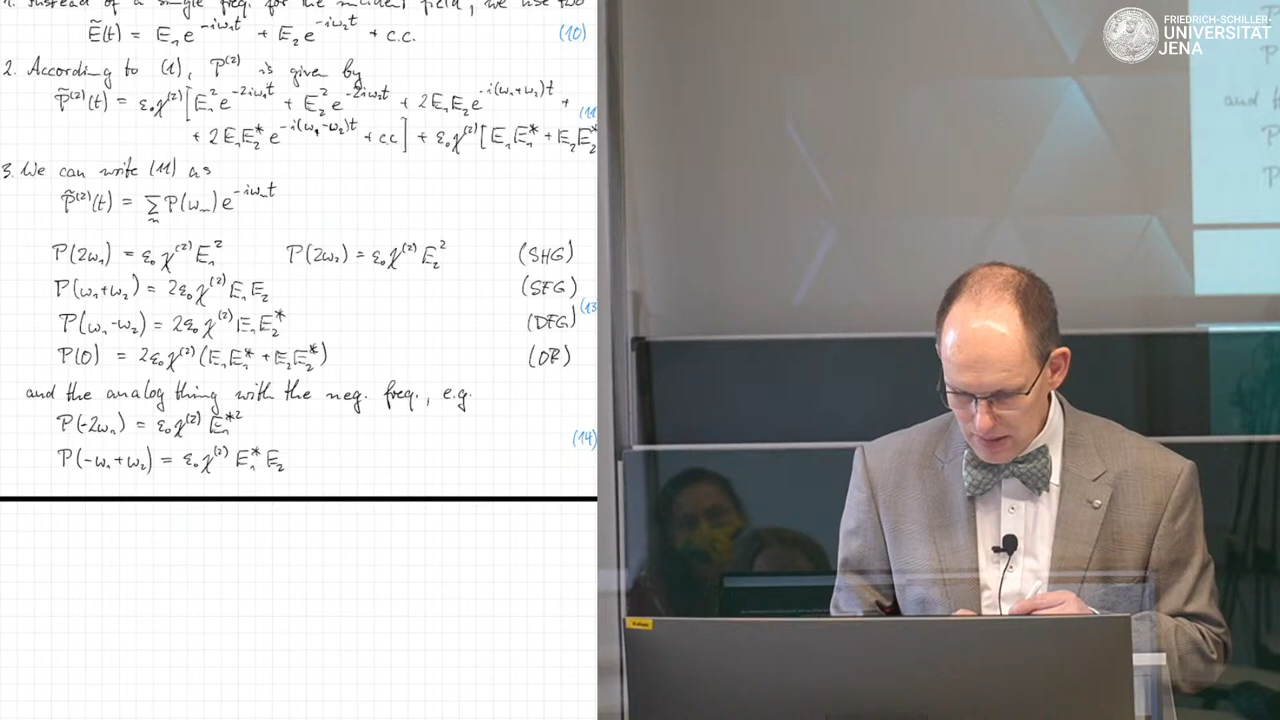 1. Instead of a single freq. for the incident field, we use two
Ẽ(t) = E₁e^{-iω₁t} + E₂e^{-iω₂t} + c.c. (10)
2. According to (1), P^{(2)} is given by
P̃^{(2)}(t) = ε₀χ^{(2)}[E₁²e^{-2iω₁t} + E₂²e^{-2iω₂t} + 2E₁E₂e^{-i(ω₁+ω₂)t} + (11
+ 2E₁E₂*e^{-i(ω₁-ω₂)t} + c.c] + ε₀χ^{(2)}[E₁E₁* + E₂E₂*
3. We can write (11) as
P̃^{(2)}(t) = Σₙ P(ωₙ)e^{-iωₙt}
P(2ω₁) = ε₀χ^{(2)}E₁² P(2ω₂) = ε₀χ^{(2)}E₂² (SHG)
P(ω₁+ω₂) = 2ε₀χ^{(2)}E₁E₂ (SFG)
(13
P(ω₁-ω₂) = 2ε₀χ^{(2)}E₁E₂* (DFG)
P(0) = 2ε₀χ^{(2)}(E₁E₁* + E₂E₂*) (OR)
and the analog thing with the neg. freq., e.g.
P(-2ω₁) = ε₀χ^{(2)}E₁*²
(14)
P(-ω₁+ω₂) = ε₀χ^{(2)}E₁*E₂
FRIEDRICH-SCHILLER-
UNIVERSITÄT
JENA
and